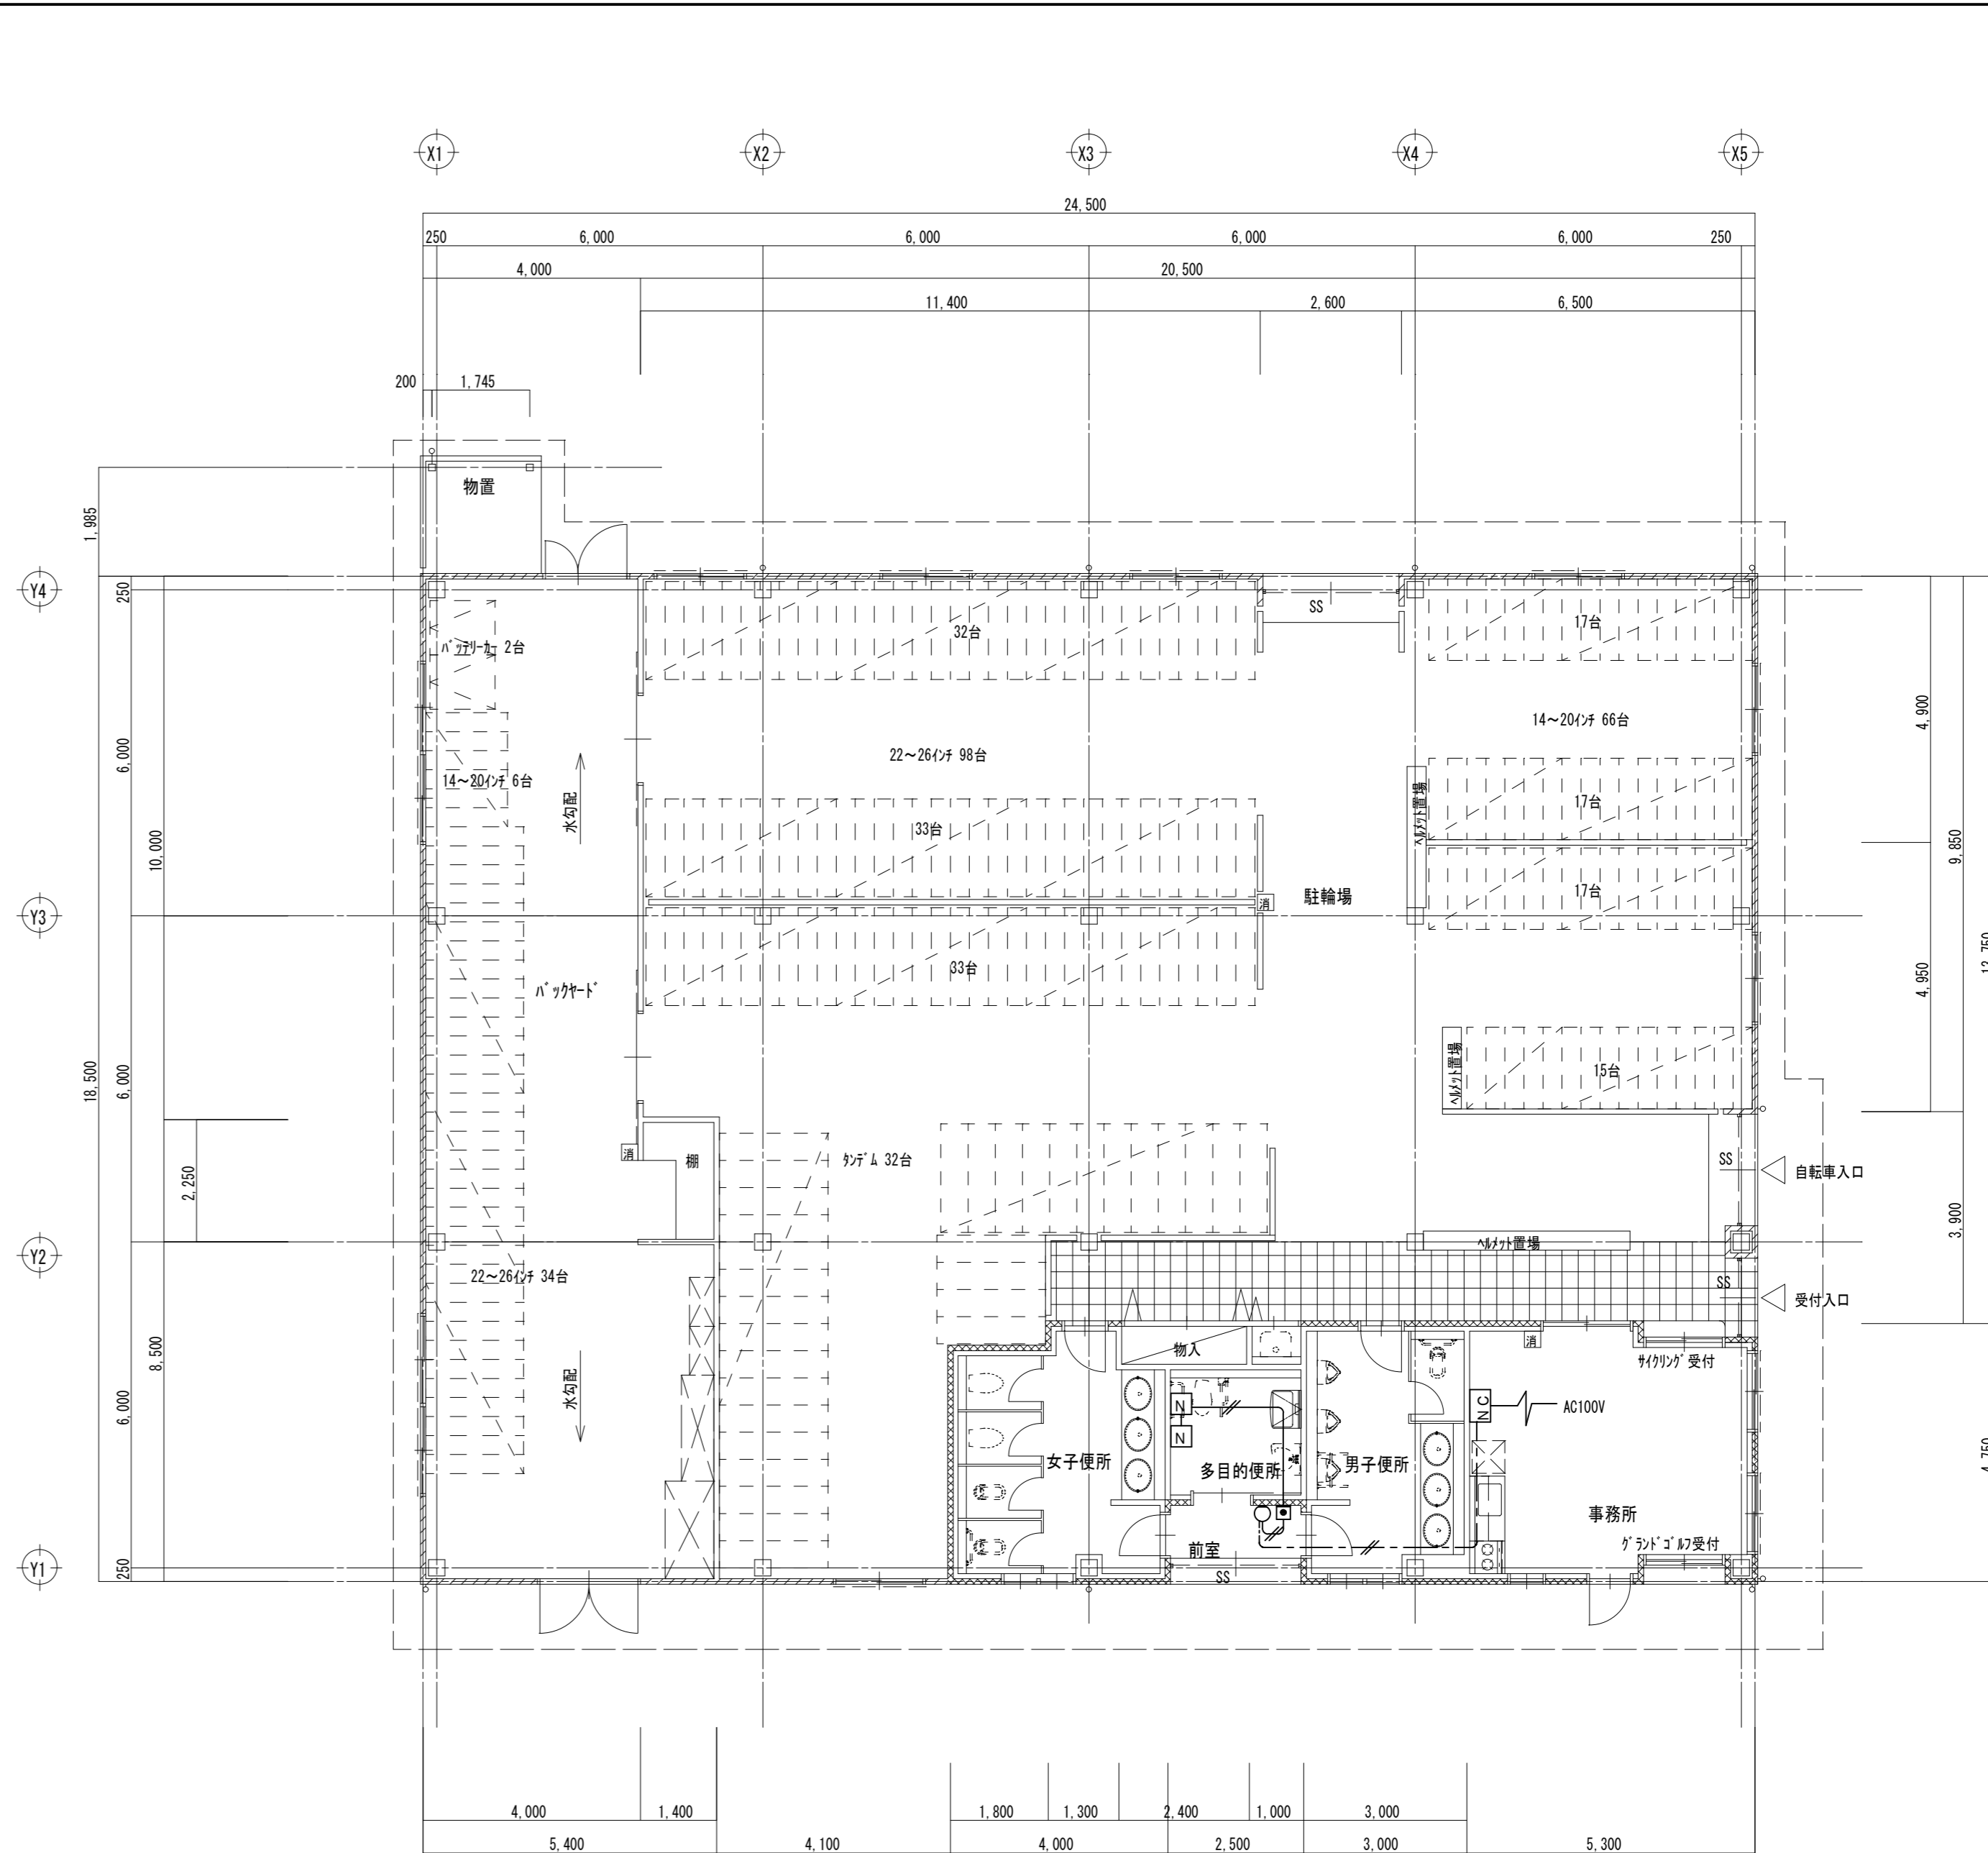 X1
X2
X3
X4
X5
24,500
250
6,000
6,000
6,000
6,000
250
4,000
20,500
11,400
2,600
6,500
200
1,745
物置
1,985
Y4
250
SS
32台
17台
ﾊﾞｯﾃﾘｰｶｰ 2台
4,900
14～20ｲﾝﾁ 66台
22～26ｲﾝﾁ 98台
6,000
14～20ｲﾝﾁ 6台
水勾配
ﾍﾙﾒｯﾄ置場
17台
33台
10,000
9,850
17台
駐輪場
消
Y3
13,750
33台
ﾊﾞｯｸﾔｰﾄﾞ
4,950
18,500
6,000
ﾍﾙﾒｯﾄ置場
15台
消
棚
ﾀﾝﾃﾞﾑ 32台
SS
自転車入口
2,250
3,900
Y2
ﾍﾙﾒｯﾄ置場
22～26ｲﾝﾁ 34台
SS
受付入口
8,500
物入
消
ｻｲｸﾘﾝｸﾞ受付
水勾配
6,000
N
N
NC
AC100V
女子便所
多目的便所
男子便所
4,750
事務所
前室
ｸﾞﾗﾝﾄﾞｺﾞﾙﾌ受付
Y1
250
SS
4,000
1,400
1,800
1,300
2,400
1,000
3,000
5,400
4,100
4,000
2,500
3,000
5,300